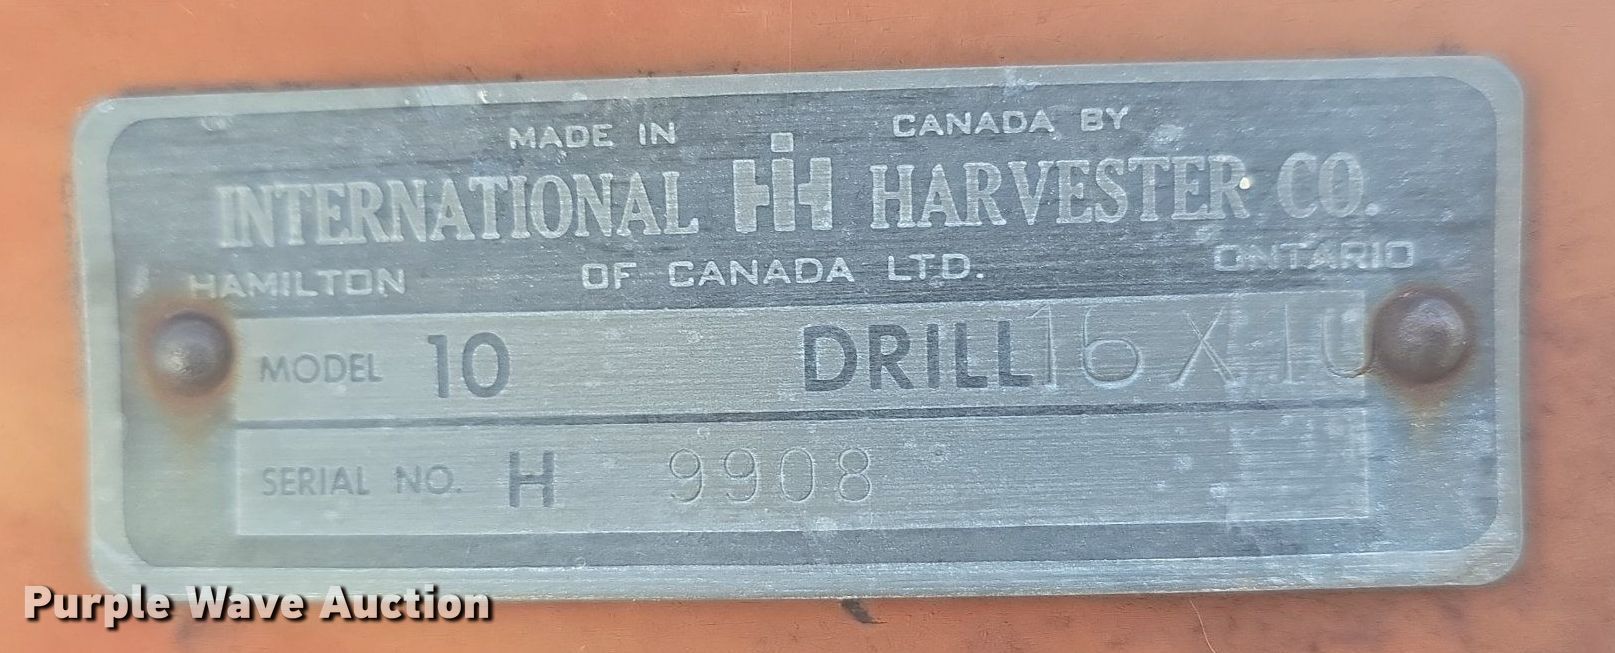 MADE IN CANADA BY
INTERNATIONAL IH HARVESTER CO.
HAMILTON OF CANADA LTD. ONTARIO
MODEL 10 DRILL 16 X 10
SERIAL NO. H 9908
Purple Wave Auction